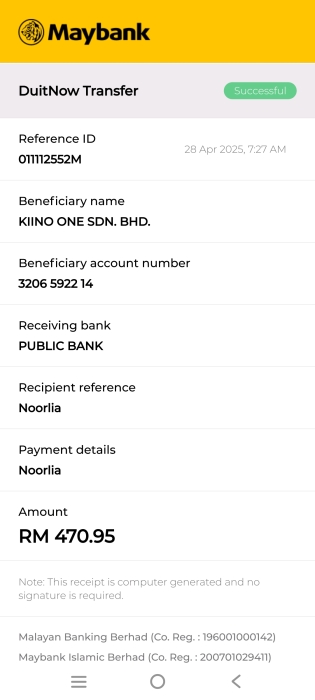 Maybank
DuitNow Transfer
Successful
Reference ID
011112552M
28 Apr 2025, 7:27 AM
Beneficiary name
KIINO ONE SDN. BHD.
Beneficiary account number
3206 5922 14
Receiving bank
PUBLIC BANK
Recipient reference
Noorlia
Payment details
Noorlia
Amount
RM 470.95
Note: This receipt is computer generated and no
signature is required.
Malayan Banking Berhad (Co. Reg. : 196001000142)
Maybank Islamic Berhad (Co. Reg. : 200701029411)